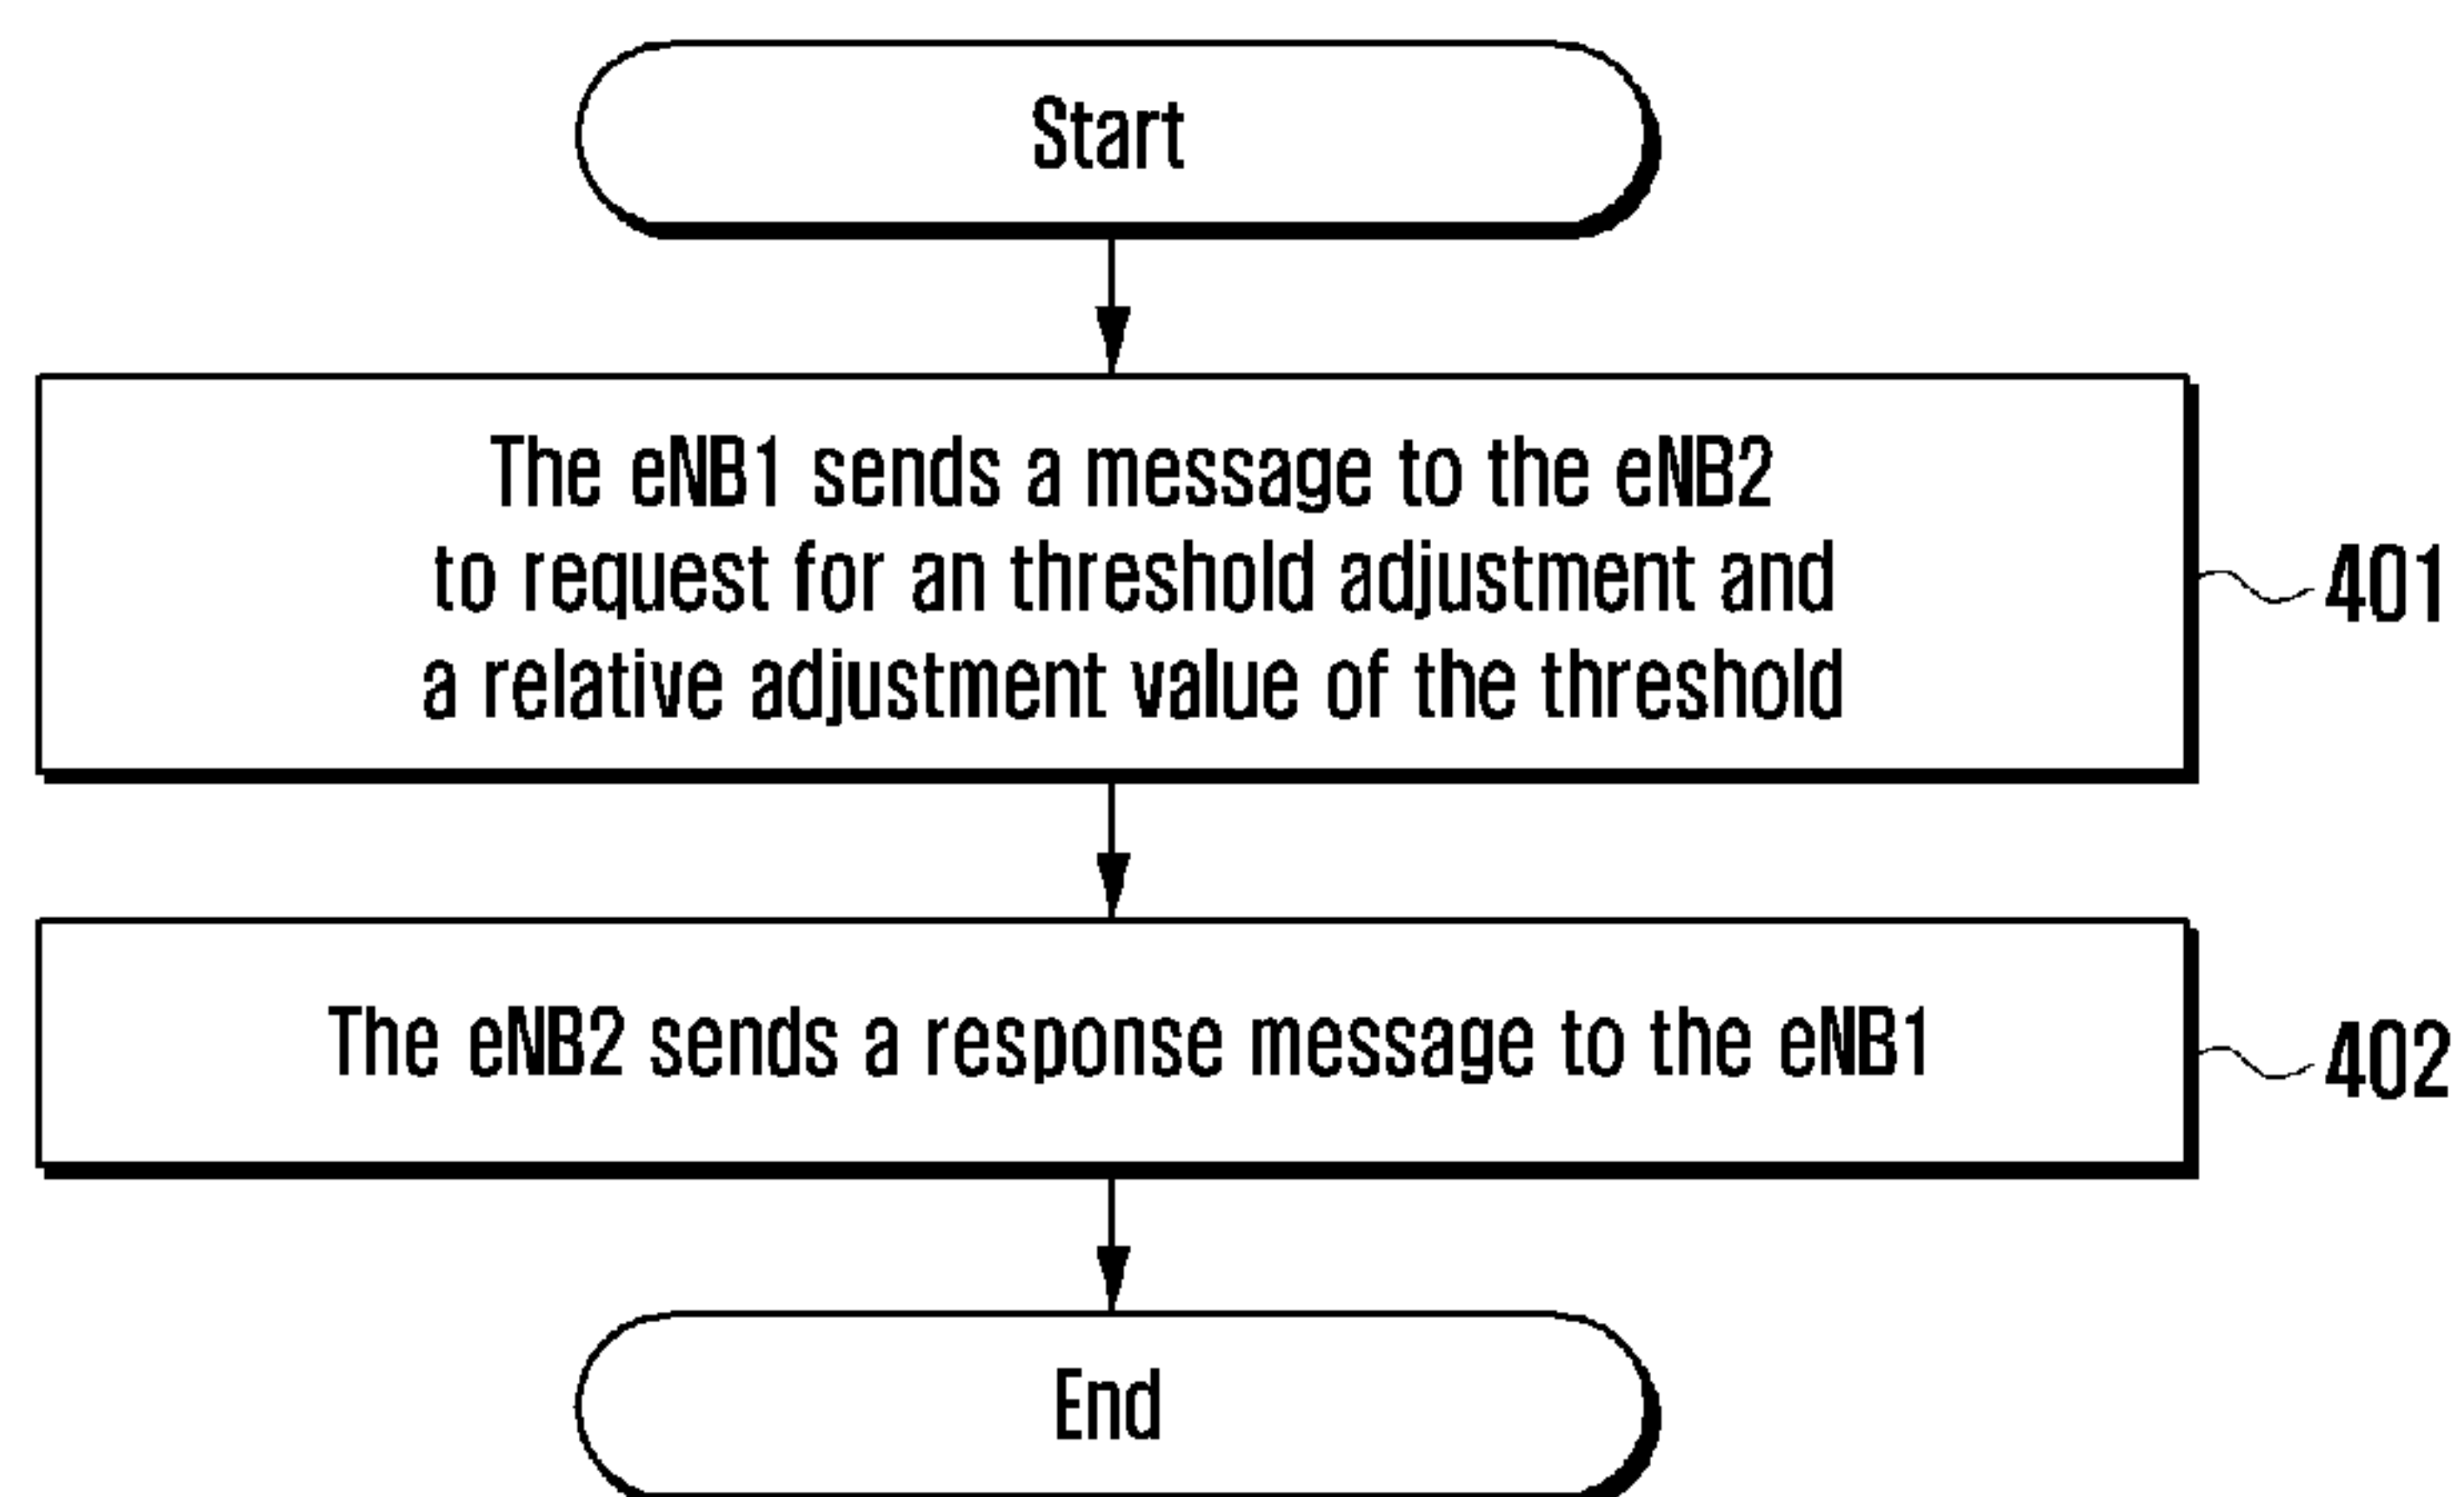 Start
The eNB1 sends a message to the eNB2
to request for an threshold adjustment and
a relative adjustment value of the threshold
401
The eNB2 sends a response message to the eNB1
402
End